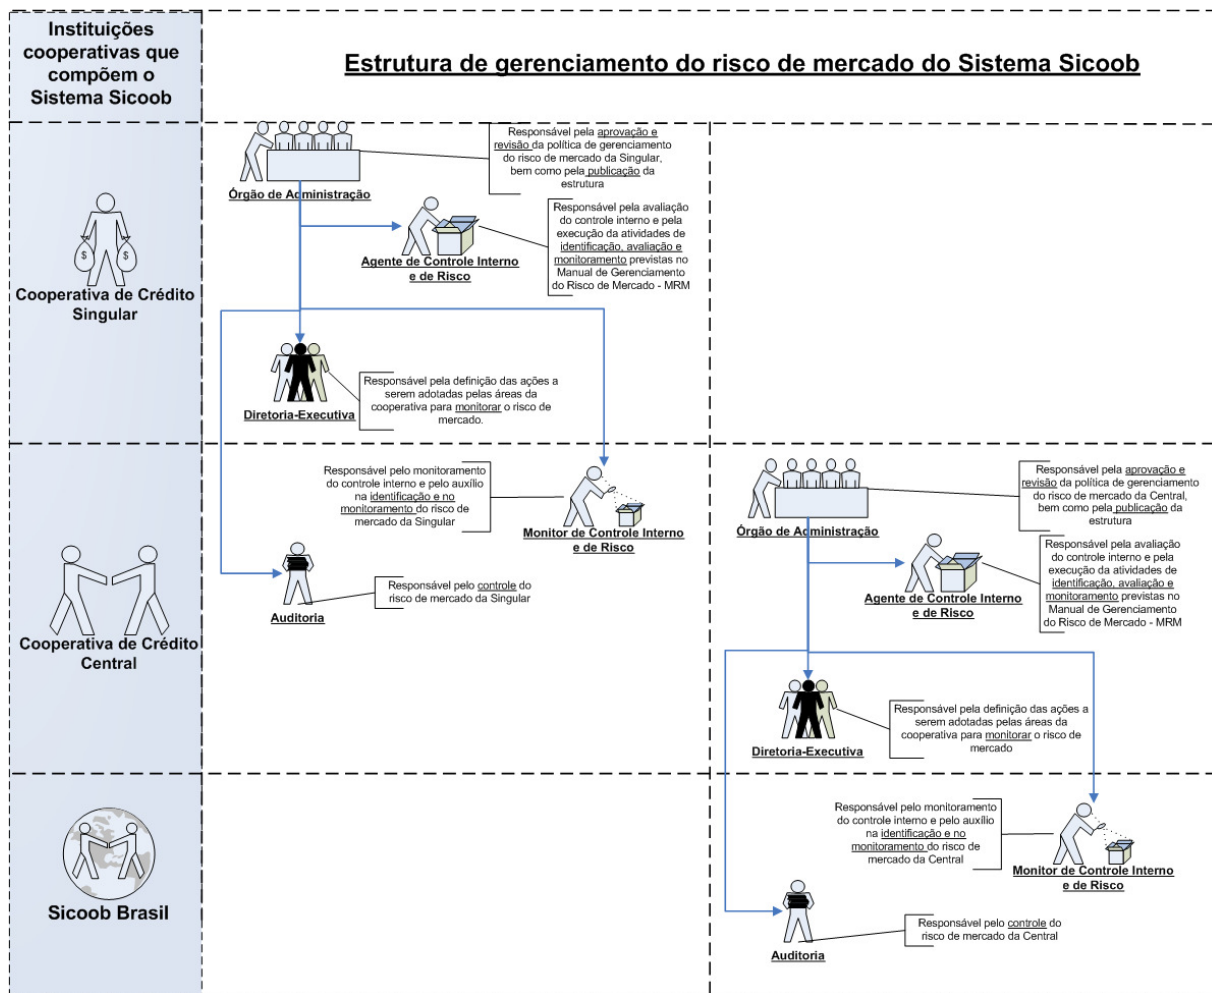 Instituições
cooperativas que
compõem o
Sistema Sicoob
Estrutura de gerenciamento do risco de mercado do Sistema Sicoob
Cooperativa de Crédito
Singular
Órgão de Administração
Responsável pela aprovação e
revisão da política de gerenciamento
do risco de mercado da Singular,
bem como pela publicação da
estrutura
Agente de Controle Interno
e de Risco
Responsável pela avaliação
do controle interno e pela
execução da atividades de
identificação, avaliação e
monitoramento previstas no
Manual de Gerenciamento
do Risco de Mercado - MRM
$
$
Diretoria-Executiva
Responsável pela definição das ações a
serem adotadas pelas áreas da
cooperativa para monitorar o risco de
mercado.
Cooperativa de Crédito
Central
Responsável pelo monitoramento
do controle interno e pelo auxílio
na identificação e no
monitoramento do risco de
mercado da Singular
Monitor de Controle Interno
e de Risco
Auditoria
Responsável pelo controle do
risco de mercado da Singular
Órgão de Administração
Responsável pela aprovação e
revisão da política de gerenciamento
do risco de mercado da Central,
bem como pela publicação da
estrutura
Agente de Controle Interno
e de Risco
Responsável pela avaliação
do controle interno e pela
execução da atividades de
identificação, avaliação e
monitoramento previstas no
Manual de Gerenciamento
do Risco de Mercado - MRM
Diretoria-Executiva
Responsável pela definição das ações a
serem adotadas pelas áreas da
cooperativa para monitorar o risco de
mercado
Sicoob Brasil
Responsável pelo monitoramento
do controle interno e pelo auxílio
na identificação e no
monitoramento do risco de
mercado da Central
Monitor de Controle Interno
e de Risco
Auditoria
Responsável pelo controle do
risco de mercado da Central